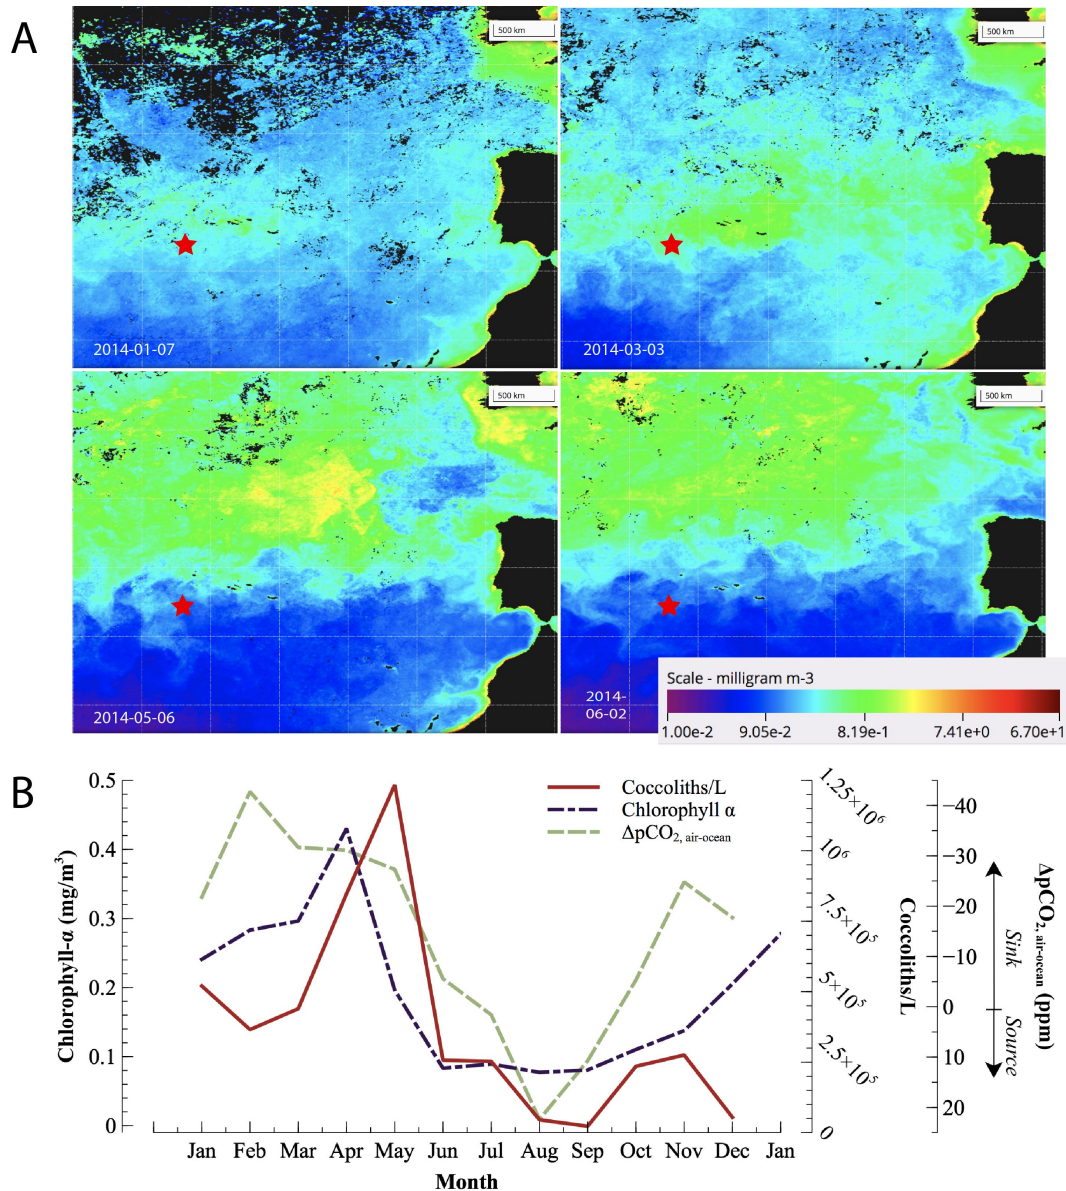 A
500 km
500 km
2014-01-07
2014-03-03
500 km
500 km
2014-05-06
2014-
06-02
Scale - milligram m-3
1.00e-2 9.05e-2 8.19e-1 7.41e+0 6.70e+1
B
Coccoliths/L
Chlorophyll α
ΔpCO2, air-ocean
Chlorophyll-α (mg/m³)
0.5
0.4
0.3
0.2
0.1
0
Jan Feb Mar Apr May Jun Jul Aug Sep Oct Nov Dec Jan
Month
1.25×10⁶
10⁶
7.5×10⁵
5×10⁵
2.5×10⁵
0
Coccoliths/L
−40
−30
−20
−10
0
10
20
Sink
Source
ΔpCO2, air-ocean (ppm)